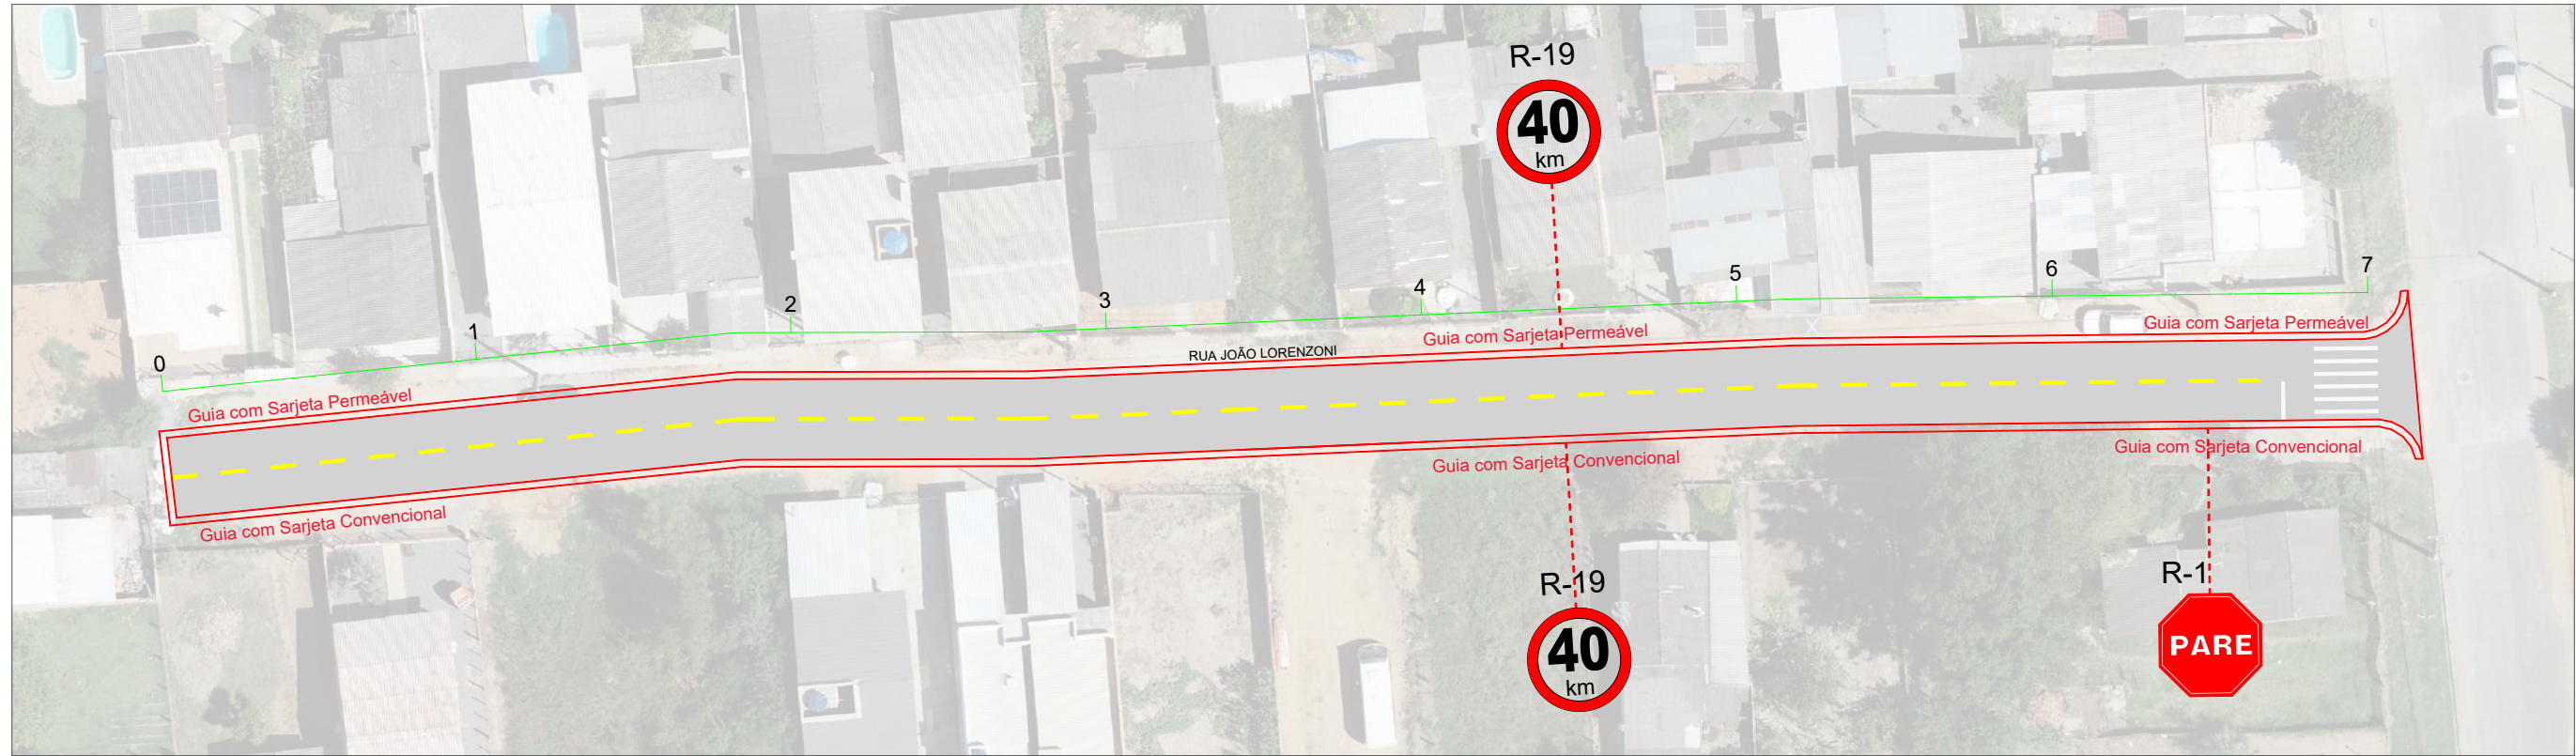 R-19
40
km
7
6
5
4
3
2
1
0
Guia com Sarjeta Permeável
Guia com Sarjeta Permeável
RUA JOÃO LORENZONI
Guia com Sarjeta Permeável
Guia com Sarjeta Convencional
Guia com Sarjeta Convencional
Guia com Sarjeta Convencional
R-19
40
km
R-1
PARE